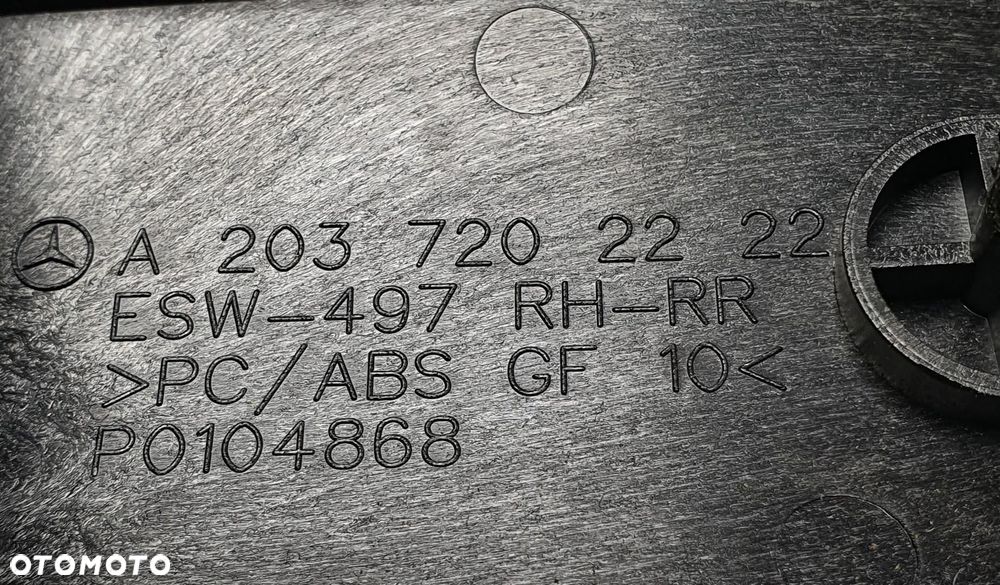 A 203 720 22 22
ESW-497 RH-RR
>PC/ABS GF 10<
P0104868
OTOMOTO